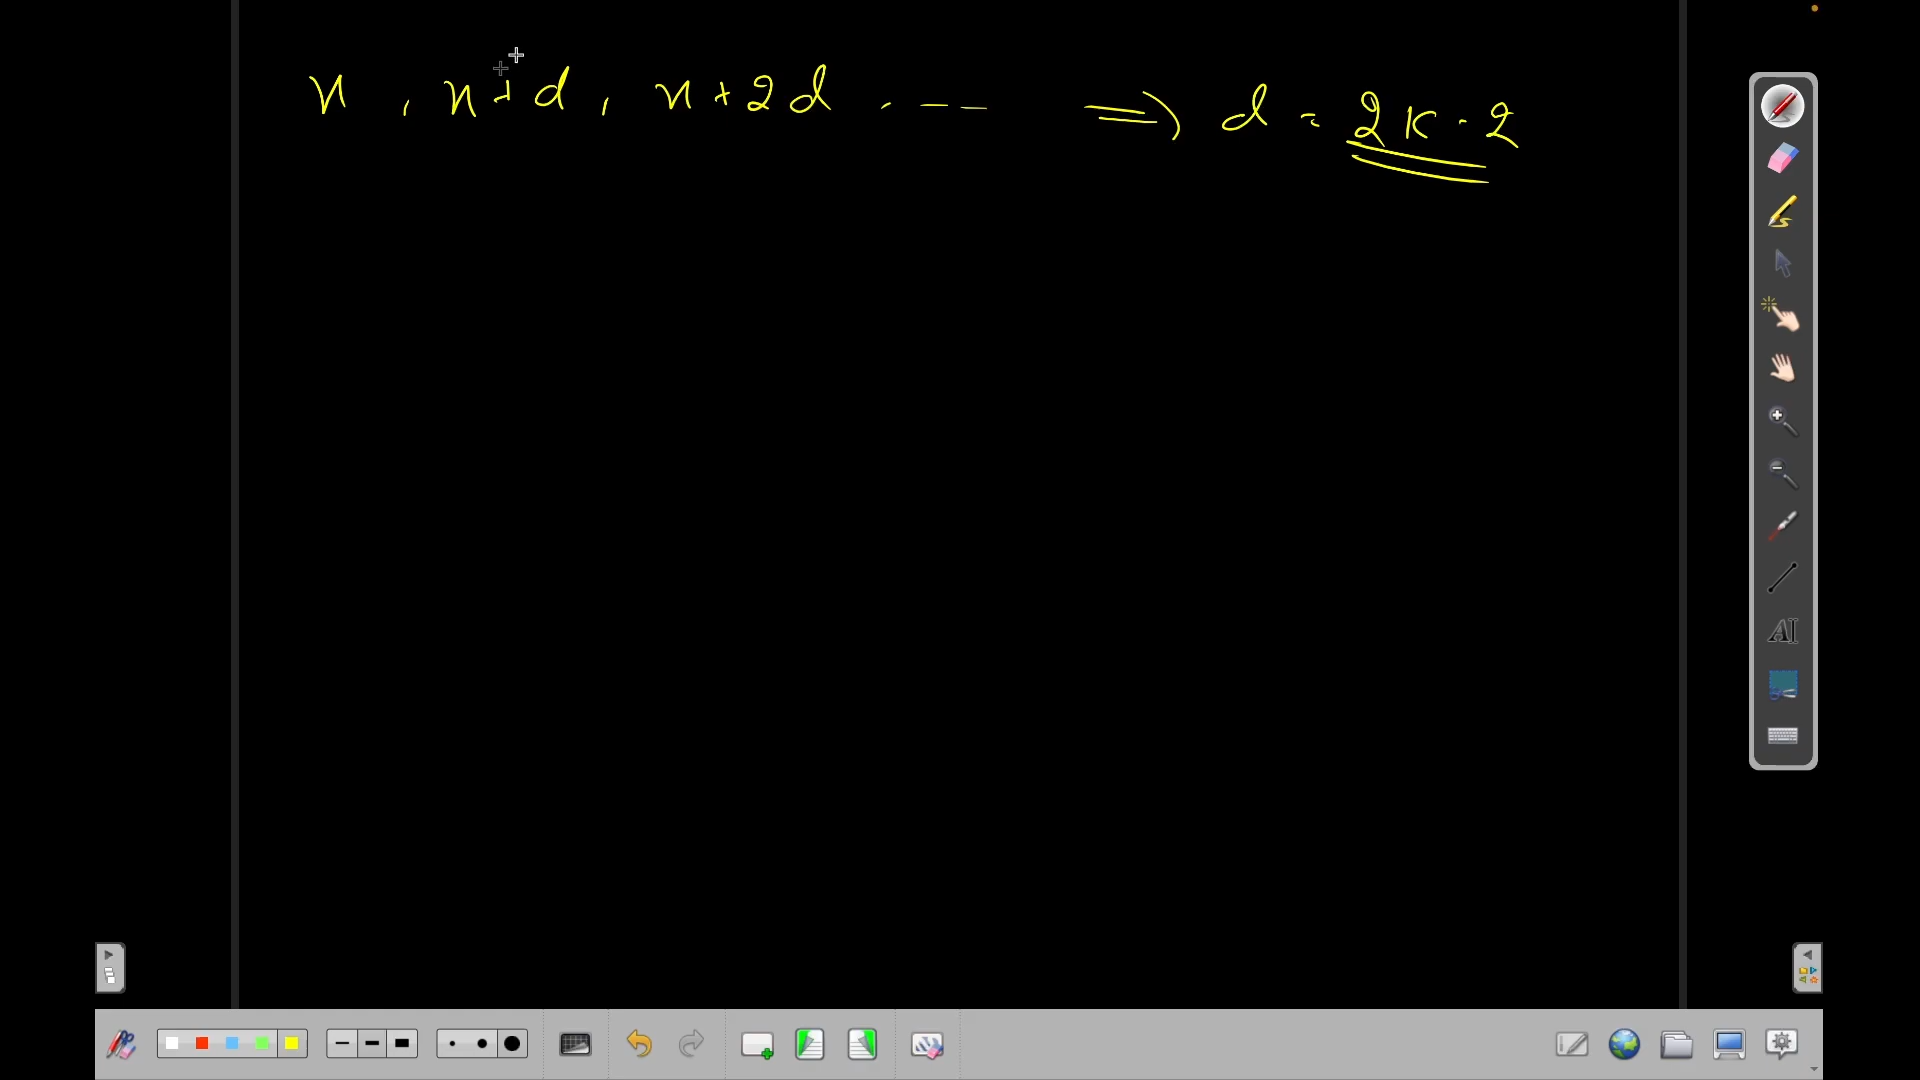 x , x + d , x + 2d . - - ⇒ d = 2k - 2